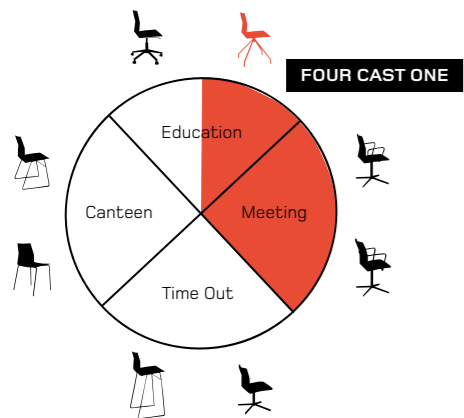 FOUR CAST ONE
Education
Canteen
Meeting
Time Out